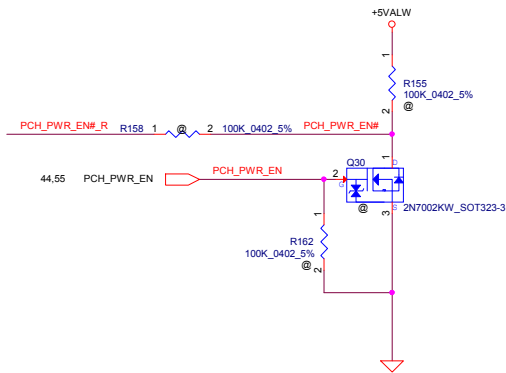 +5VALW
1
R155
100K_0402_5%
2
@
PCH_PWR_EN#_R
R158 1 @ 2 100K_0402_5%
PCH_PWR_EN#
1
D
Q30
44,55 PCH_PWR_EN
PCH_PWR_EN
2
G
@
S
2N7002KW_SOT323-3
3
1
R162
100K_0402_5%
@
2